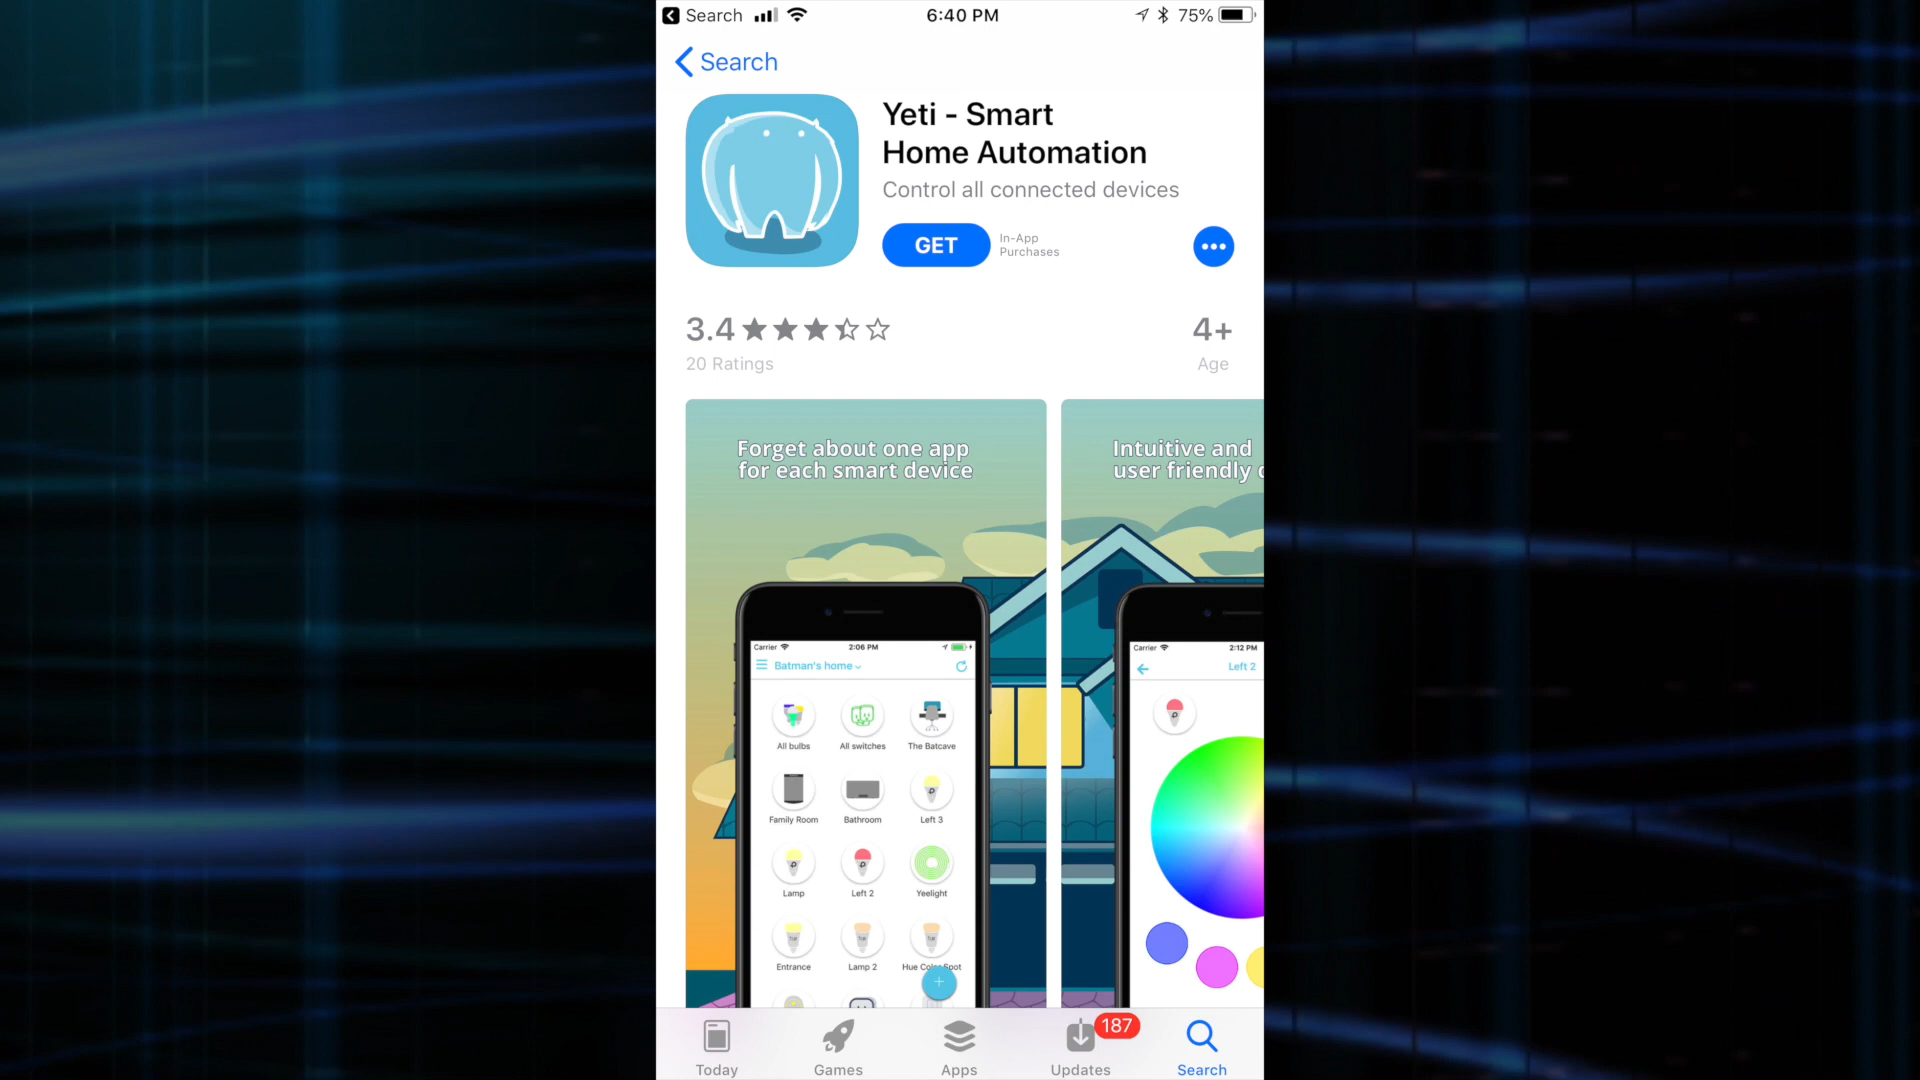 Search
6:40 PM
75%
Search
Yeti - Smart
Home Automation
Control all connected devices
GET
In-App
Purchases
3.4
4+
20 Ratings
Age
Forget about one app
for each smart device
Intuitive and
user friendly
Carrier
2:06 PM
Batman's home
All bulbs
All switches
The Batcave
Family Room
Bathroom
Left 3
Lamp
Left 2
Yeelight
Entrance
Lamp 2
Hue Color Spot
Carrier
2:12 PM
Left 2
187
Today
Games
Apps
Updates
Search